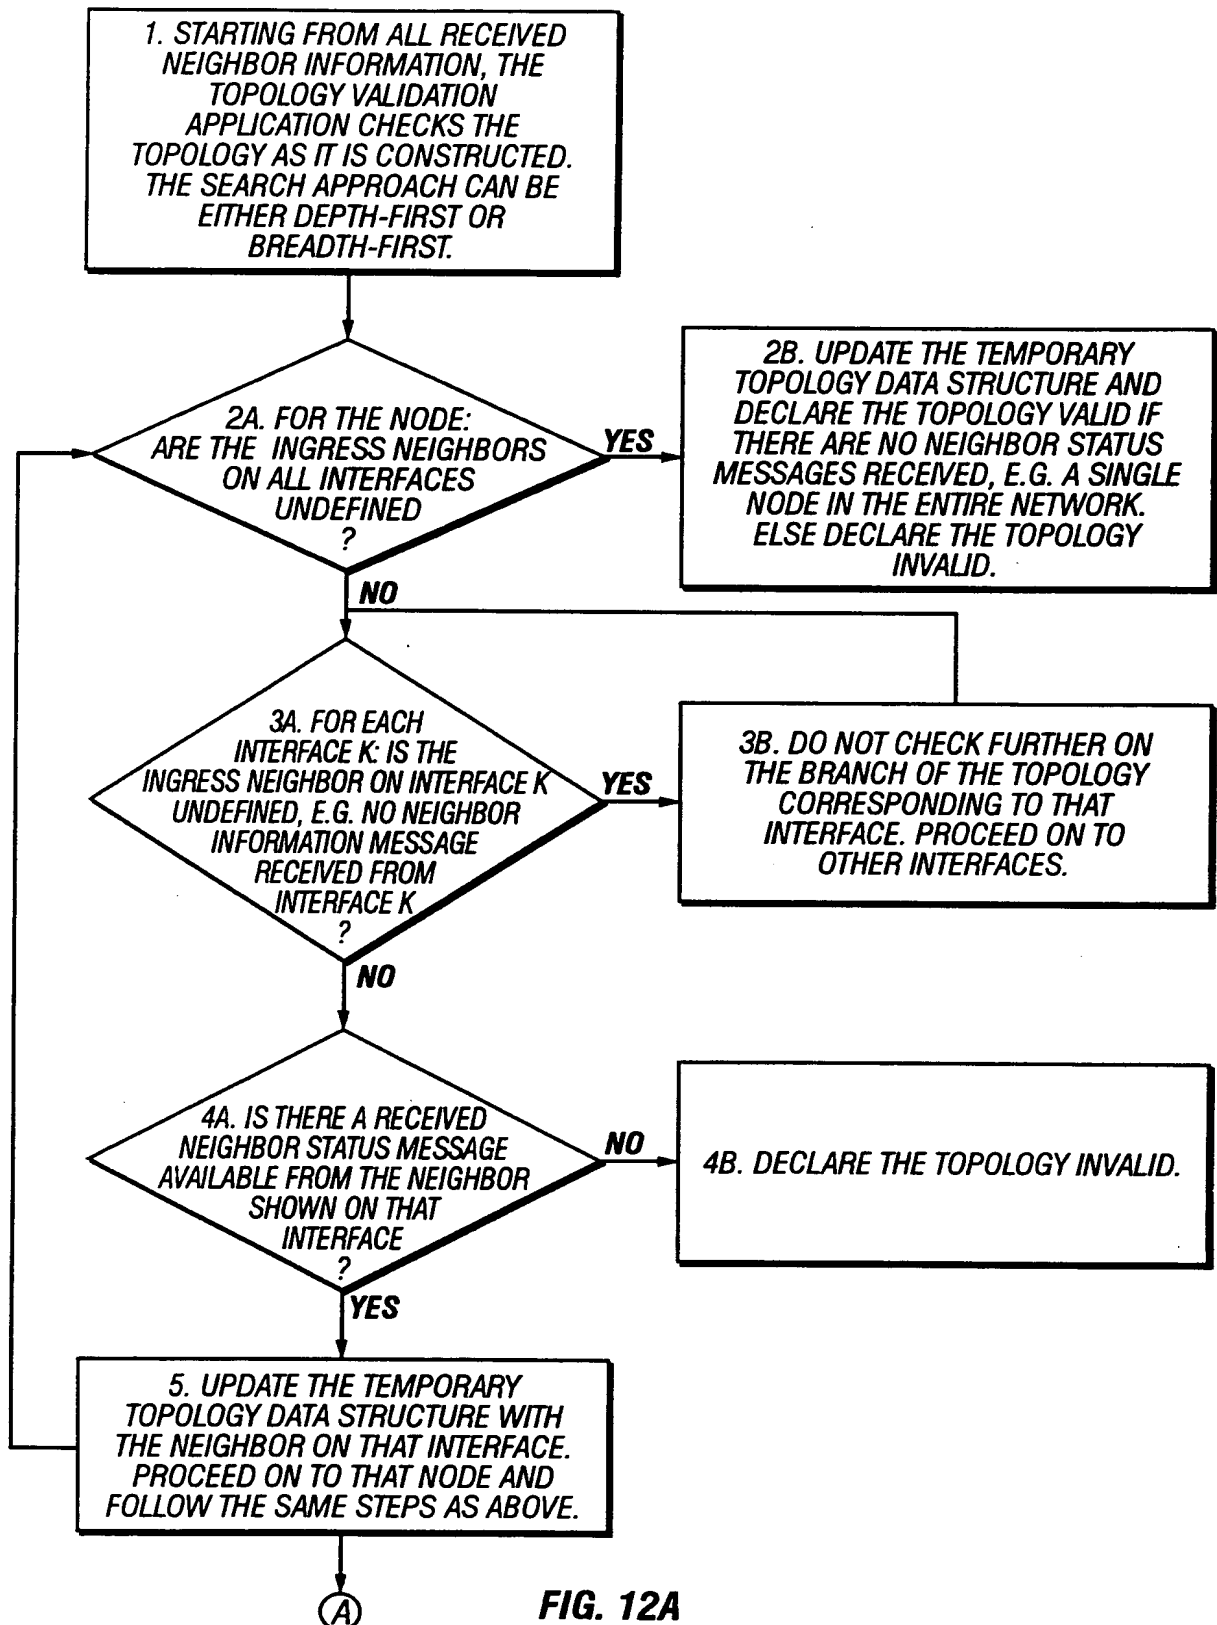 1. STARTING FROM ALL RECEIVED
NEIGHBOR INFORMATION, THE
TOPOLOGY VALIDATION
APPLICATION CHECKS THE
TOPOLOGY AS IT IS CONSTRUCTED.
THE SEARCH APPROACH CAN BE
EITHER DEPTH-FIRST OR
BREADTH-FIRST.
2A. FOR THE NODE:
ARE THE INGRESS NEIGHBORS
ON ALL INTERFACES
UNDEFINED
?
YES
2B. UPDATE THE TEMPORARY
TOPOLOGY DATA STRUCTURE AND
DECLARE THE TOPOLOGY VALID IF
THERE ARE NO NEIGHBOR STATUS
MESSAGES RECEIVED, E.G. A SINGLE
NODE IN THE ENTIRE NETWORK.
ELSE DECLARE THE TOPOLOGY
INVALID.
NO
3A. FOR EACH
INTERFACE K: IS THE
INGRESS NEIGHBOR ON INTERFACE K
UNDEFINED, E.G. NO NEIGHBOR
INFORMATION MESSAGE
RECEIVED FROM
INTERFACE K
?
YES
3B. DO NOT CHECK FURTHER ON
THE BRANCH OF THE TOPOLOGY
CORRESPONDING TO THAT
INTERFACE. PROCEED ON TO
OTHER INTERFACES.
NO
4A. IS THERE A RECEIVED
NEIGHBOR STATUS MESSAGE
AVAILABLE FROM THE NEIGHBOR
SHOWN ON THAT
INTERFACE
?
NO
4B. DECLARE THE TOPOLOGY INVALID.
YES
5. UPDATE THE TEMPORARY
TOPOLOGY DATA STRUCTURE WITH
THE NEIGHBOR ON THAT INTERFACE.
PROCEED ON TO THAT NODE AND
FOLLOW THE SAME STEPS AS ABOVE.
A
FIG. 12A